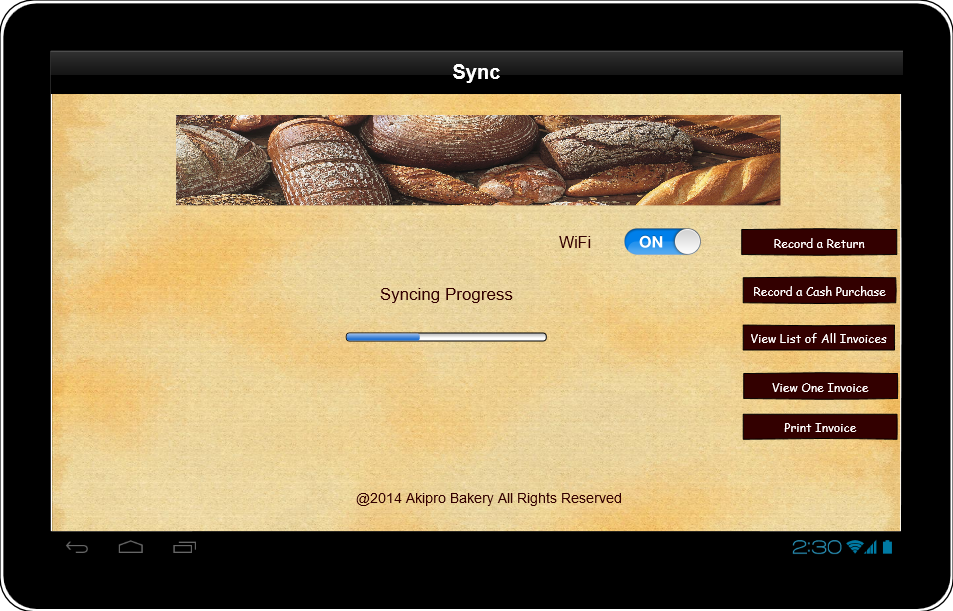 Sync
WiFi
ON
Record a Return
Syncing Progress
Record a Cash Purchase
View List of All Invoices
View One Invoice
Print Invoice
@2014 Akipro Bakery All Rights Reserved
2:30